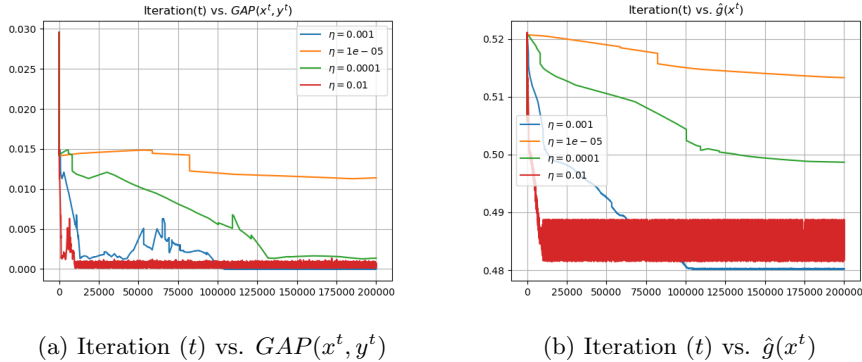 Iteration(t) vs. GAP(x^t, y^t)
0.030
0.025
0.020
0.015
0.010
0.005
0.000
η = 0.001
η = 1e − 05
η = 0.0001
η = 0.01
0 25000 50000 75000 100000 125000 150000 175000 200000
(a) Iteration (t) vs. GAP(x^t, y^t)
Iteration(t) vs. ĝ(x^t)
0.52
0.51
0.50
0.49
0.48
η = 0.001
η = 1e − 05
η = 0.0001
η = 0.01
0 25000 50000 75000 100000 125000 150000 175000 200000
(b) Iteration (t) vs. ĝ(x^t)